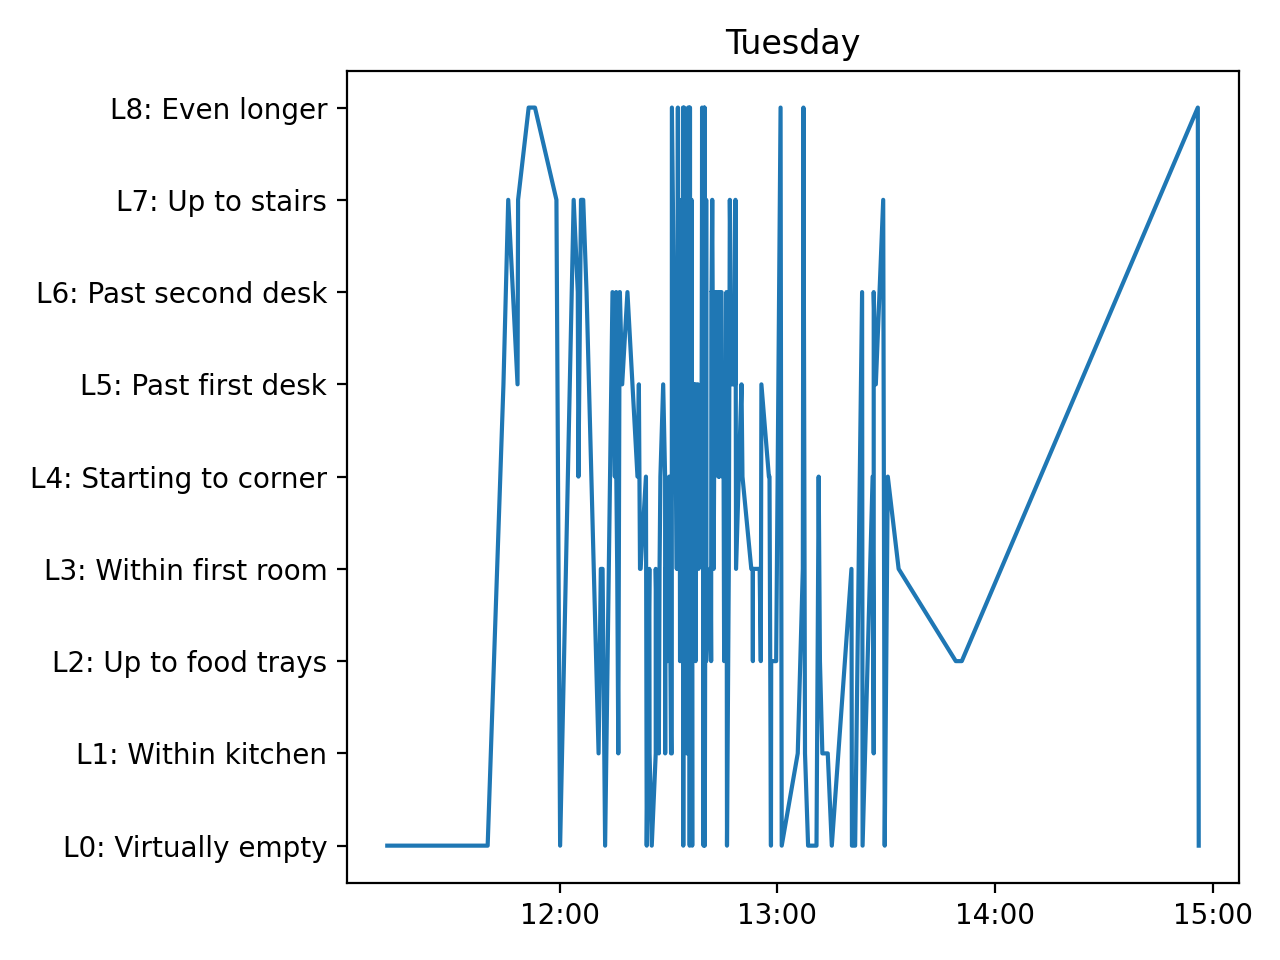 Tuesday
L8: Even longer
L7: Up to stairs
L6: Past second desk
L5: Past first desk
L4: Starting to corner
L3: Within first room
L2: Up to food trays
L1: Within kitchen
L0: Virtually empty
12:00 13:00 14:00 15:00